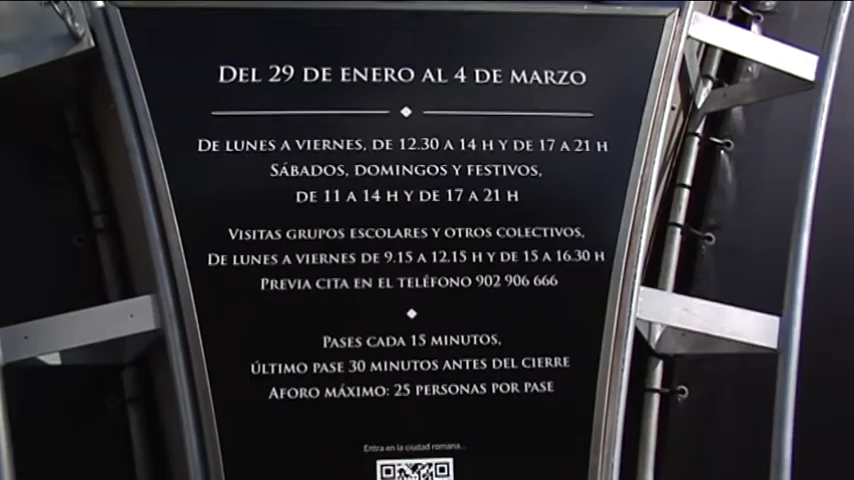 DEL 29 DE ENERO AL 4 DE MARZO
DE LUNES A VIERNES, DE 12.30 A 14 H Y DE 17 A 21 H
SÁBADOS, DOMINGOS Y FESTIVOS,
DE 11 A 14 H Y DE 17 A 21 H
VISITAS GRUPOS ESCOLARES Y OTROS COLECTIVOS,
DE LUNES A VIERNES DE 9.15 A 12.15 H Y DE 15 A 16.30 H
PREVIA CITA EN EL TELÉFONO 902 906 666
PASES CADA 15 MINUTOS,
ÚLTIMO PASE 30 MINUTOS ANTES DEL CIERRE
AFORO MÁXIMO: 25 PERSONAS POR PASE
Entra en la ciudad romana...